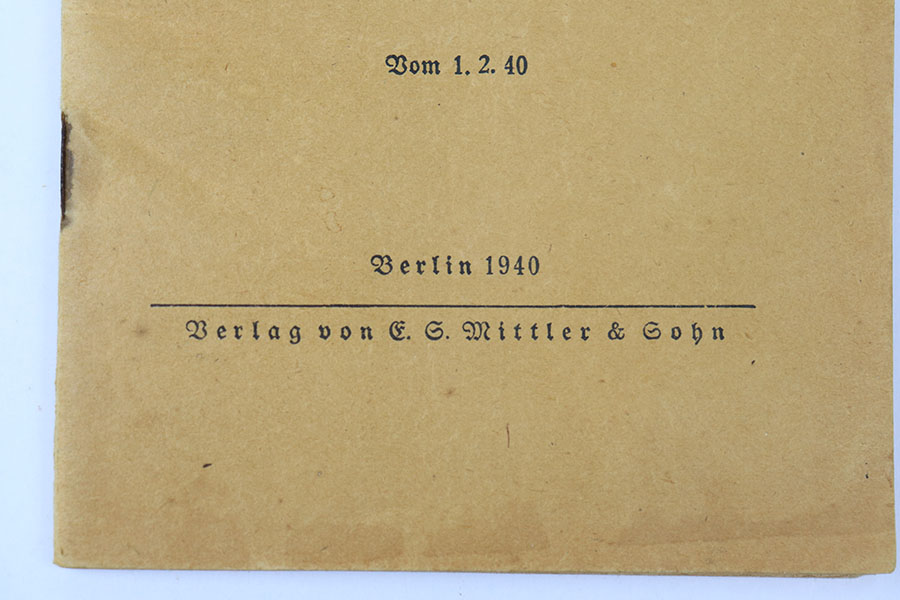 Vom 1. 2. 40
Berlin 1940
Verlag von E. S. Mittler & Sohn